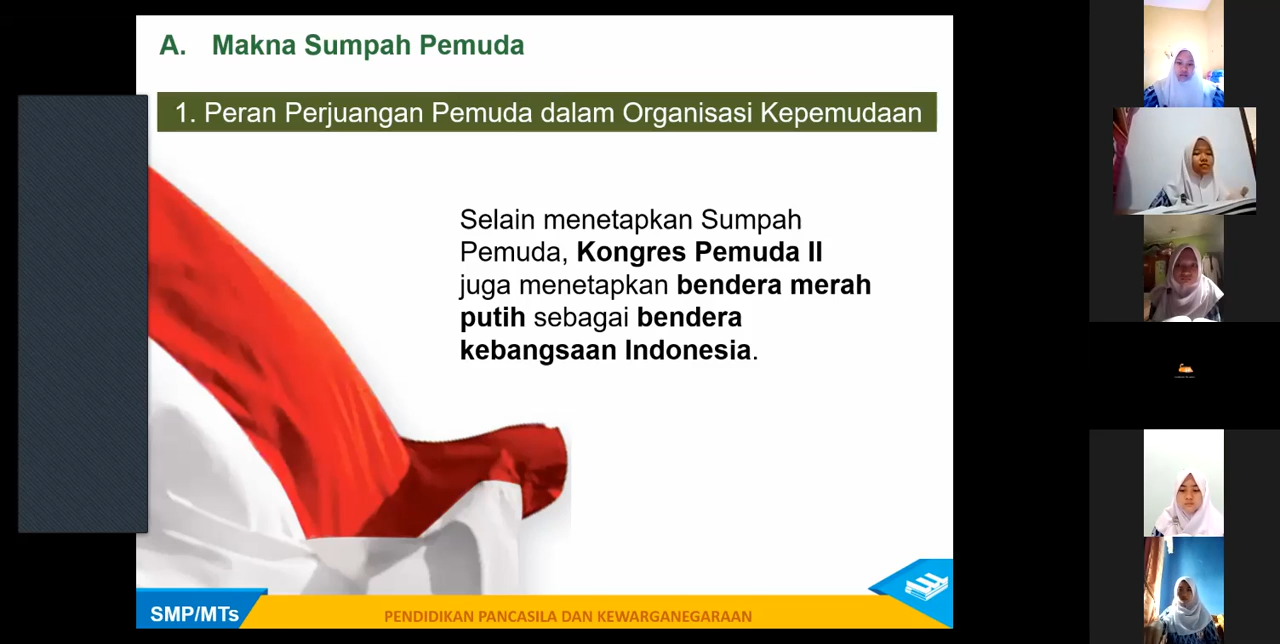 A. Makna Sumpah Pemuda
1. Peran Perjuangan Pemuda dalam Organisasi Kepemudaan
Selain menetapkan Sumpah
Pemuda, Kongres Pemuda II
juga menetapkan bendera merah
putih sebagai bendera
kebangsaan Indonesia.
SMP/MTs
PENDIDIKAN PANCASILA DAN KEWARGANEGARAAN